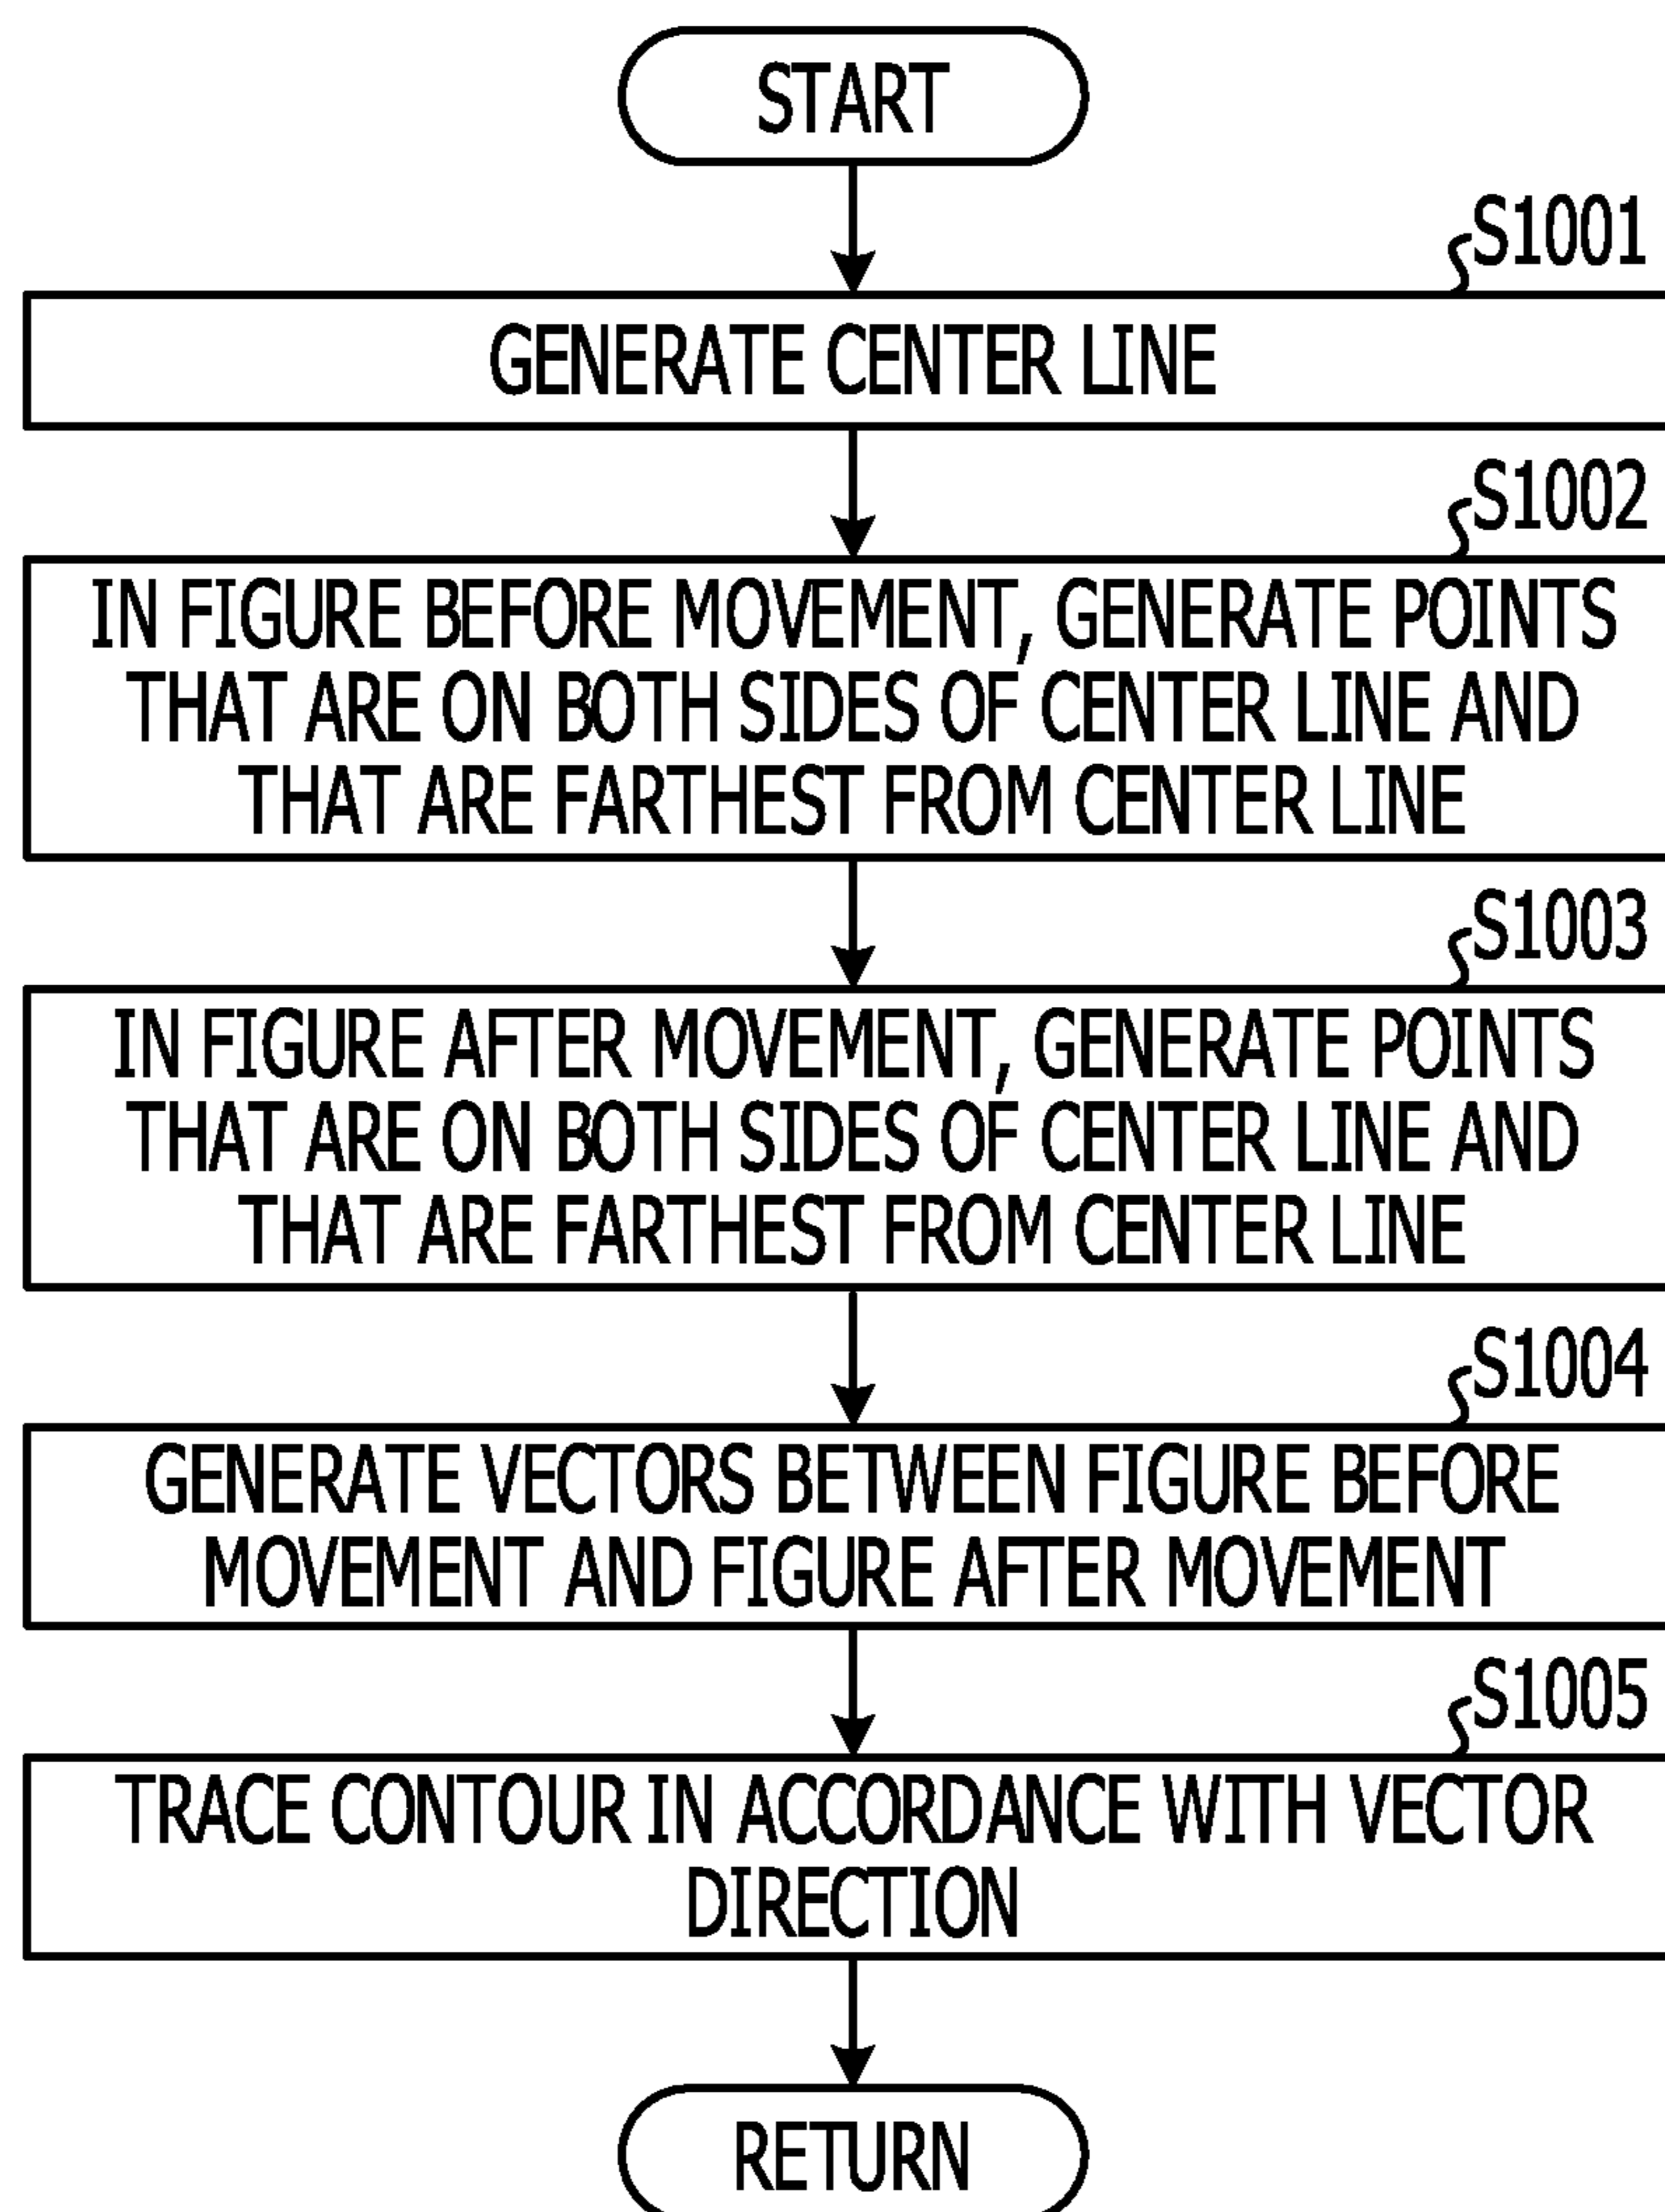 START
S1001
GENERATE CENTER LINE
S1002
IN FIGURE BEFORE MOVEMENT, GENERATE POINTS
THAT ARE ON BOTH SIDES OF CENTER LINE AND
THAT ARE FARTHEST FROM CENTER LINE
S1003
IN FIGURE AFTER MOVEMENT, GENERATE POINTS
THAT ARE ON BOTH SIDES OF CENTER LINE AND
THAT ARE FARTHEST FROM CENTER LINE
S1004
GENERATE VECTORS BETWEEN FIGURE BEFORE
MOVEMENT AND FIGURE AFTER MOVEMENT
S1005
TRACE CONTOUR IN ACCORDANCE WITH VECTOR
DIRECTION
RETURN